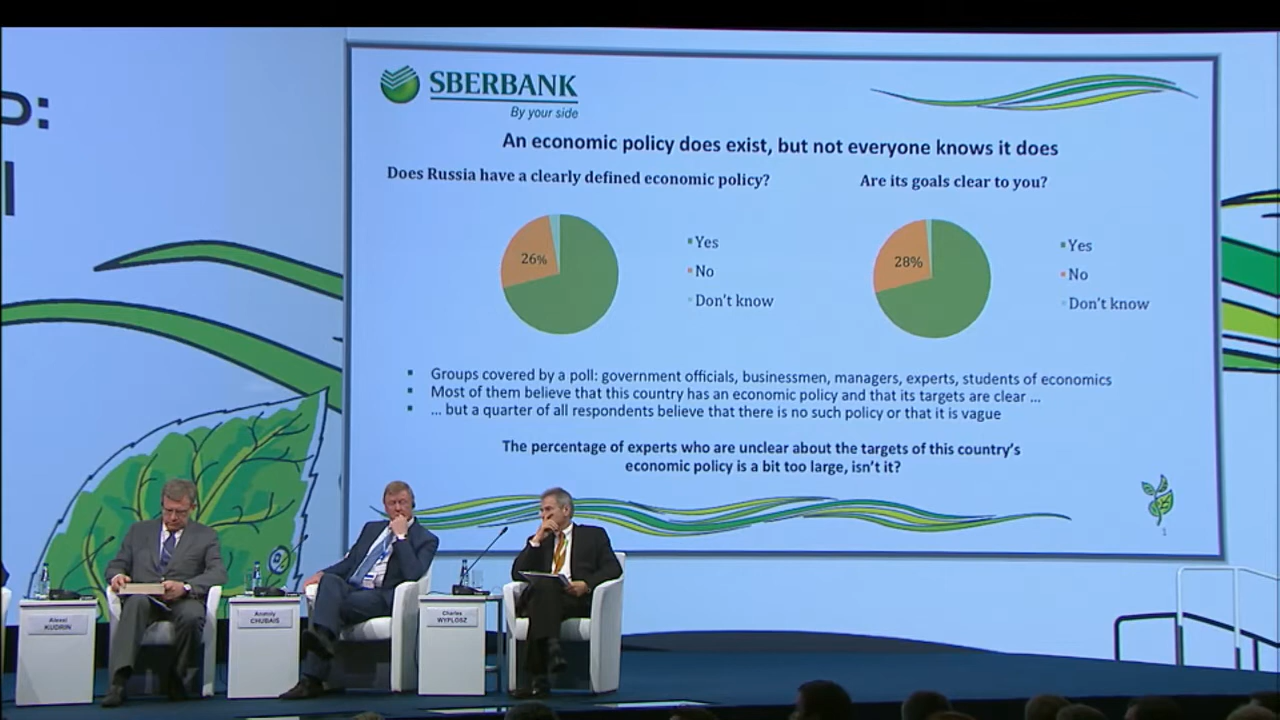 SBERBANK
By your side
An economic policy does exist, but not everyone knows it does
Does Russia have a clearly defined economic policy?
26%
Yes
No
Don't know
Are its goals clear to you?
28%
Yes
No
Don't know
Groups covered by a poll: government officials, businessmen, managers, experts, students of economics
Most of them believe that this country has an economic policy and that its targets are clear ...
... but a quarter of all respondents believe that there is no such policy or that it is vague
The percentage of experts who are unclear about the targets of this country's
economic policy is a bit too large, isn't it?
1
Alexei
KUDRIN
Anatoly
CHUBAIS
Charles
WYPLOSZ